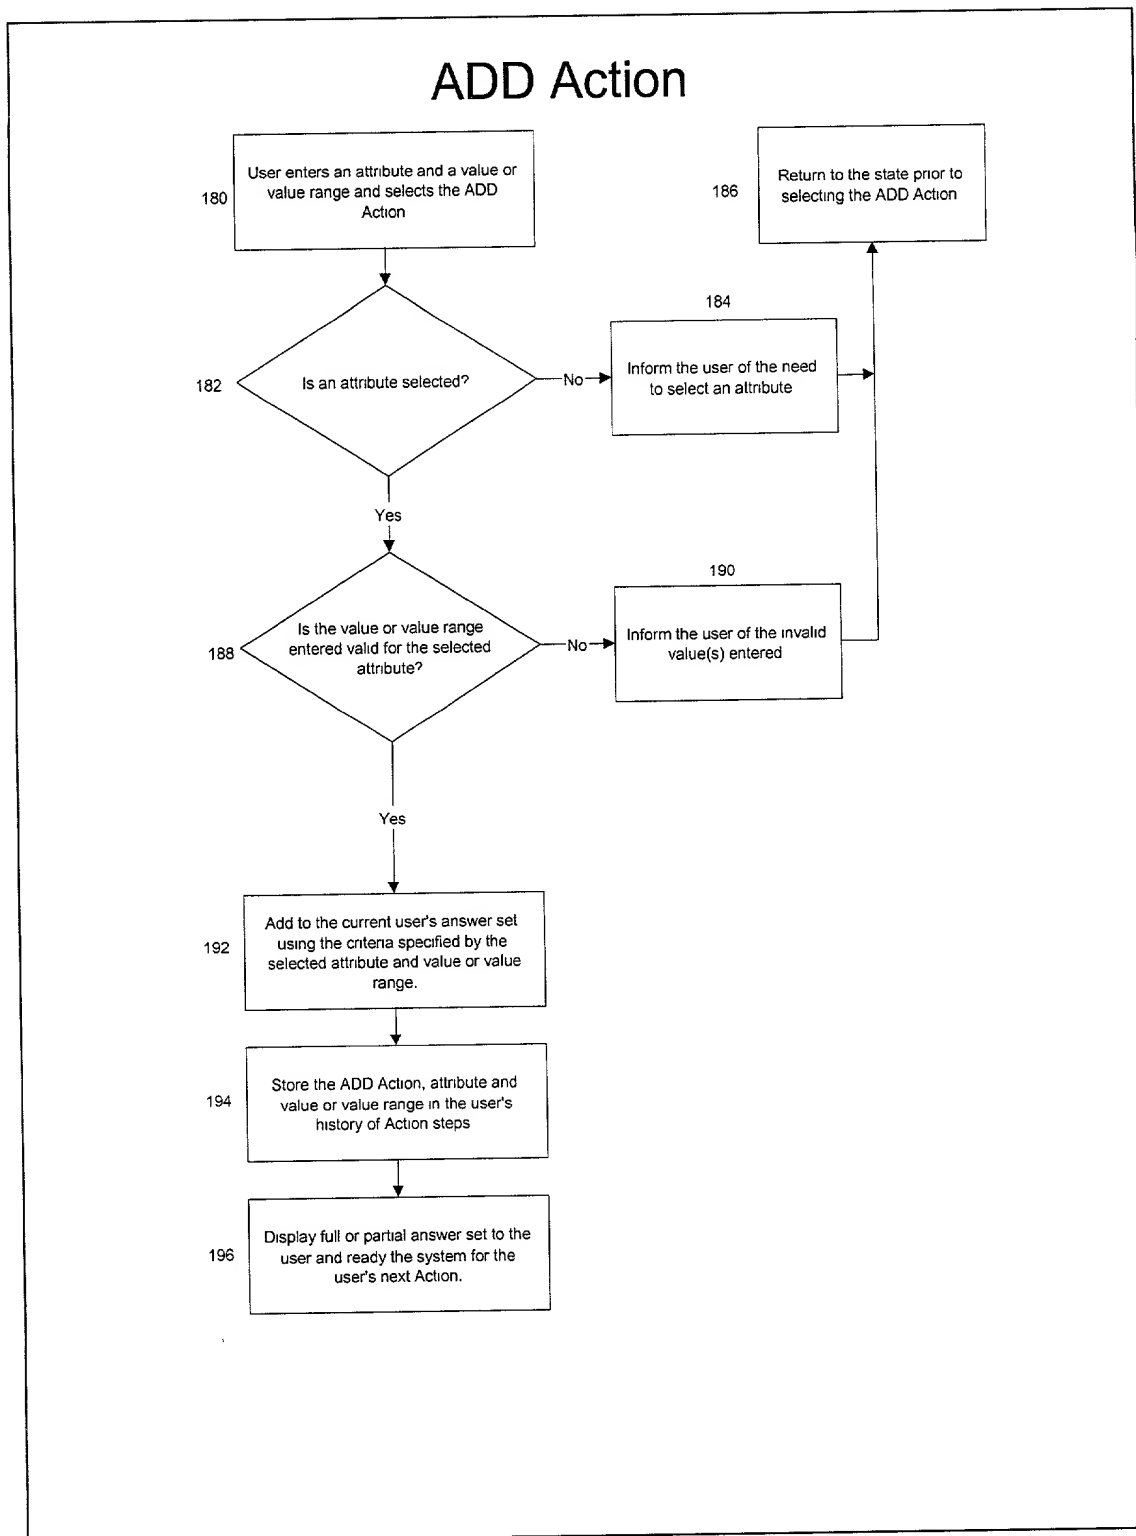 ADD Action
180
User enters an attribute and a value or
value range and selects the ADD
Action
186
Return to the state prior to
selecting the ADD Action
182
Is an attribute selected?
No
184
Inform the user of the need
to select an attribute
Yes
188
Is the value or value range
entered valid for the selected
attribute?
No
190
Inform the user of the invalid
value(s) entered
Yes
192
Add to the current user's answer set
using the criteria specified by the
selected attribute and value or value
range.
194
Store the ADD Action, attribute and
value or value range in the user's
history of Action steps
196
Display full or partial answer set to the
user and ready the system for the
user's next Action.